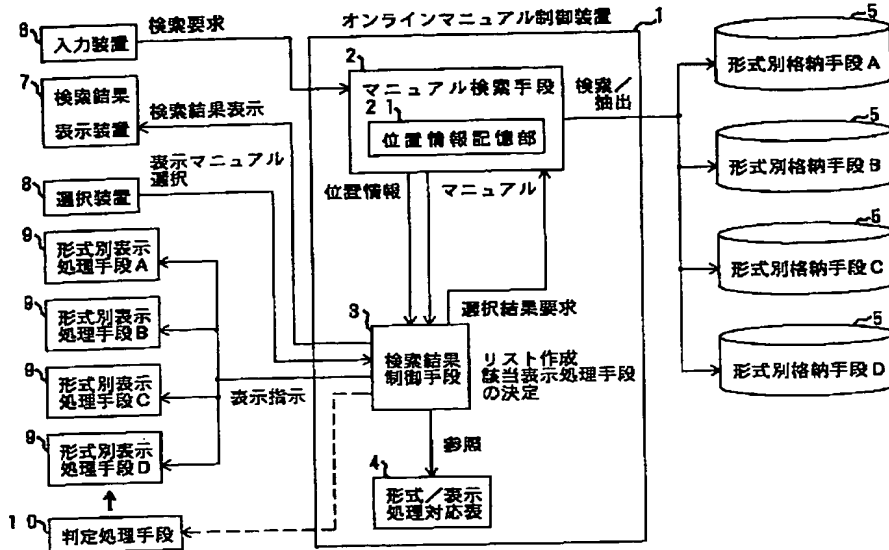 オンラインマニュアル制御装置
1
6
入力装置
検索要求
7
検索結果
表示装置
検索結果表示
表示マニュアル
選択
8
選択装置
9
形式別表示
処理手段A
9
形式別表示
処理手段B
9
形式別表示
処理手段C
9
形式別表示
処理手段D
表示指示
10
判定処理手段
2
マニュアル検索手段
21
位置情報記憶部
検索／
抽出
位置情報
マニュアル
選択結果要求
3
検索結果
制御手段
リスト作成
該当表示処理手段
の決定
参照
4
形式／表示
処理対応表
5
形式別格納手段A
5
形式別格納手段B
5
形式別格納手段C
5
形式別格納手段D